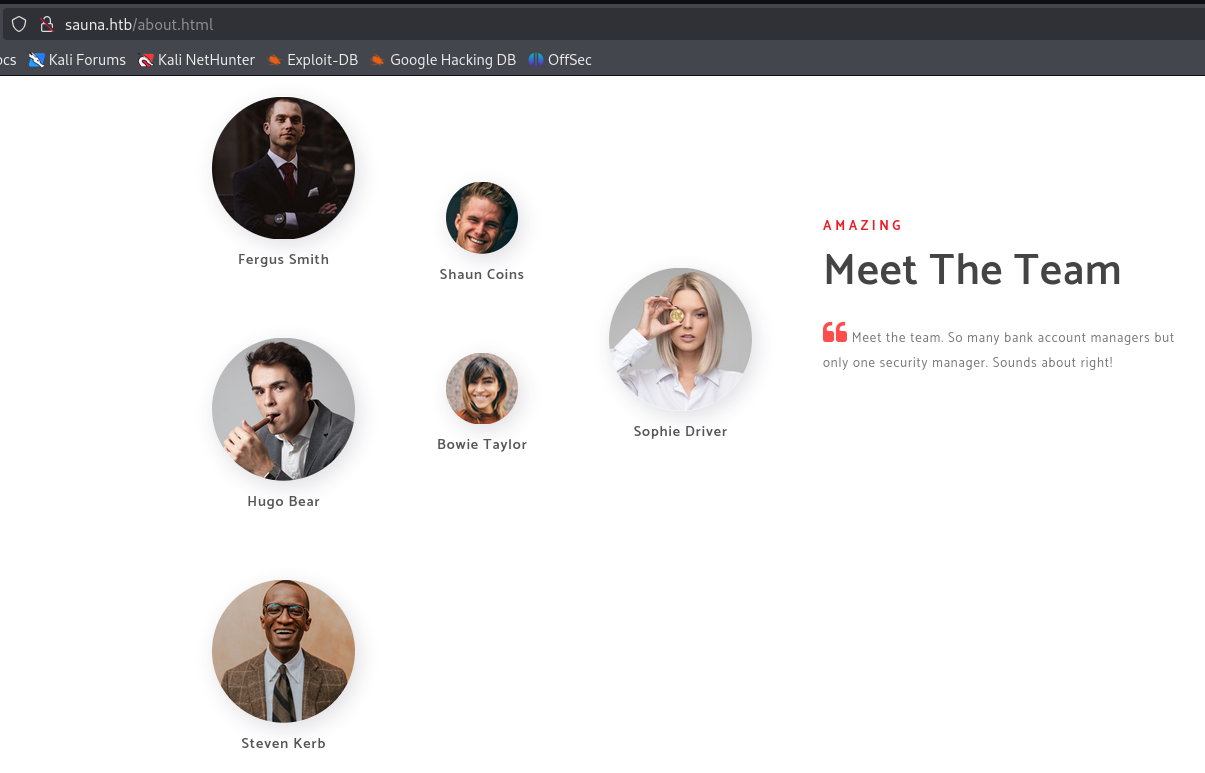 sauna.htb/about.html
ocs Kali Forums Kali NetHunter Exploit-DB Google Hacking DB OffSec
Fergus Smith
Shaun Coins
Hugo Bear
Bowie Taylor
Sophie Driver
Steven Kerb
AMAZING
Meet The Team
Meet the team. So many bank account managers but
only one security manager. Sounds about right!